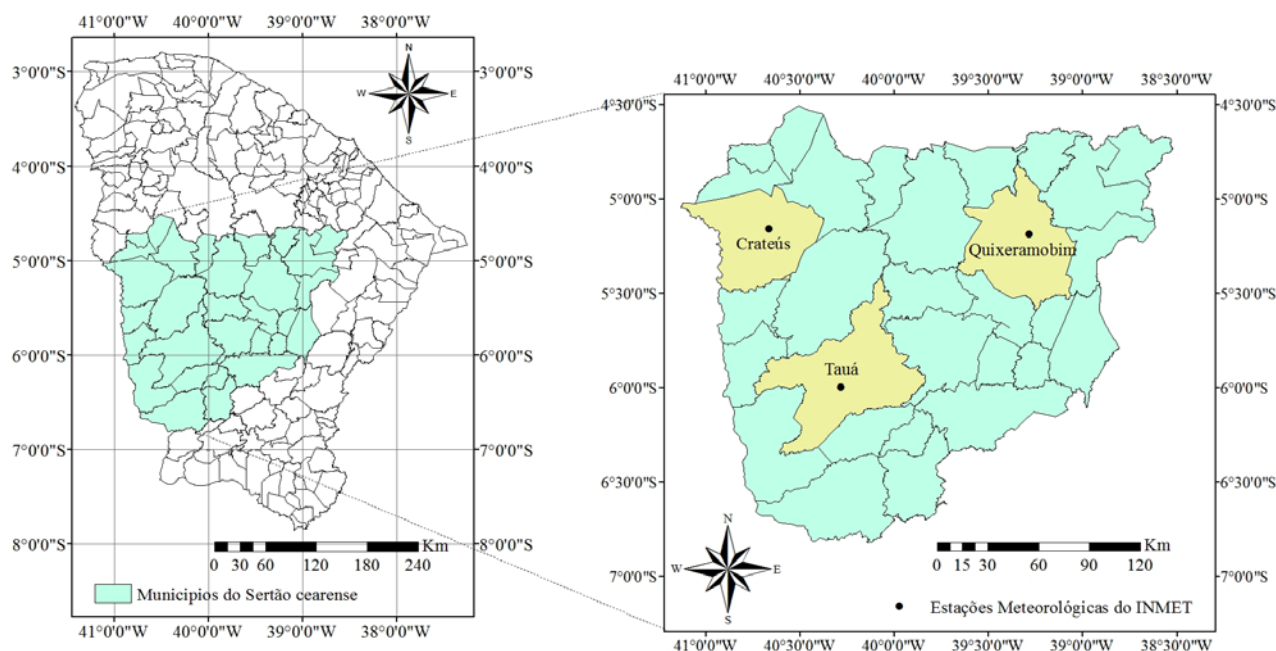 41°0'0"W 40°0'0"W 39°0'0"W 38°0'0"W
3°0'0"S 3°0'0"S
4°0'0"S 4°0'0"S
5°0'0"S 5°0'0"S
6°0'0"S 6°0'0"S
7°0'0"S 7°0'0"S
8°0'0"S 8°0'0"S
N
W E
S
Km
0 30 60 120 180 240
Municipios do Sertão cearense
41°0'0"W 40°0'0"W 39°0'0"W 38°0'0"W
41°0'0"W 40°30'0"W 40°0'0"W 39°30'0"W 39°0'0"W 38°30'0"W
4°30'0"S 4°30'0"S
5°0'0"S 5°0'0"S
Crateús
Quixeramobim
5°30'0"S 5°30'0"S
Tauá
6°0'0"S 6°0'0"S
6°30'0"S 6°30'0"S
N
W E
S
Km
0 15 30 60 90 120
7°0'0"S 7°0'0"S
Estações Meteorológicas do INMET
41°0'0"W 40°30'0"W 40°0'0"W 39°30'0"W 39°0'0"W 38°30'0"W